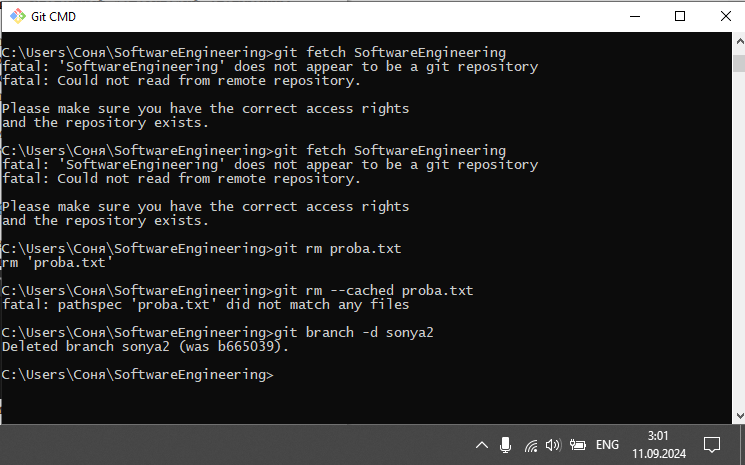 Git CMD
C:\Users\Соня\SoftwareEngineering>git fetch SoftwareEngineering
fatal: 'SoftwareEngineering' does not appear to be a git repository
fatal: Could not read from remote repository.
Please make sure you have the correct access rights
and the repository exists.
C:\Users\Соня\SoftwareEngineering>git fetch SoftwareEngineering
fatal: 'SoftwareEngineering' does not appear to be a git repository
fatal: Could not read from remote repository.
Please make sure you have the correct access rights
and the repository exists.
C:\Users\Соня\SoftwareEngineering>git rm proba.txt
rm 'proba.txt'
C:\Users\Соня\SoftwareEngineering>git rm --cached proba.txt
fatal: pathspec 'proba.txt' did not match any files
C:\Users\Соня\SoftwareEngineering>git branch -d sonya2
Deleted branch sonya2 (was b665039).
C:\Users\Соня\SoftwareEngineering>
ENG
3:01
11.09.2024